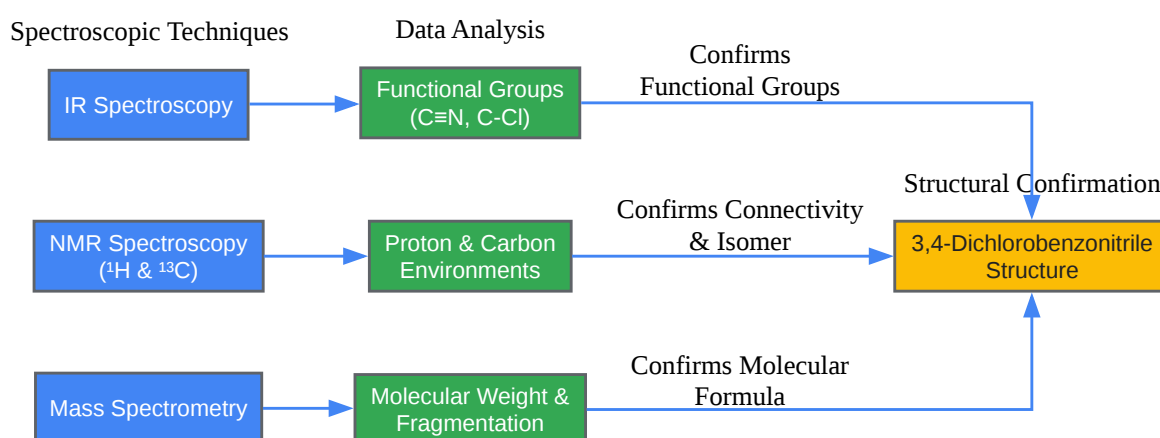 Spectroscopic Techniques
Data Analysis
Confirms
Functional Groups
IR Spectroscopy
Functional Groups
(C≡N, C-Cl)
Structural Confirmation
NMR Spectroscopy
(¹H & ¹³C)
Proton & Carbon
Environments
Confirms Connectivity
& Isomer
3,4-Dichlorobenzonitrile
Structure
Mass Spectrometry
Molecular Weight &
Fragmentation
Confirms Molecular
Formula